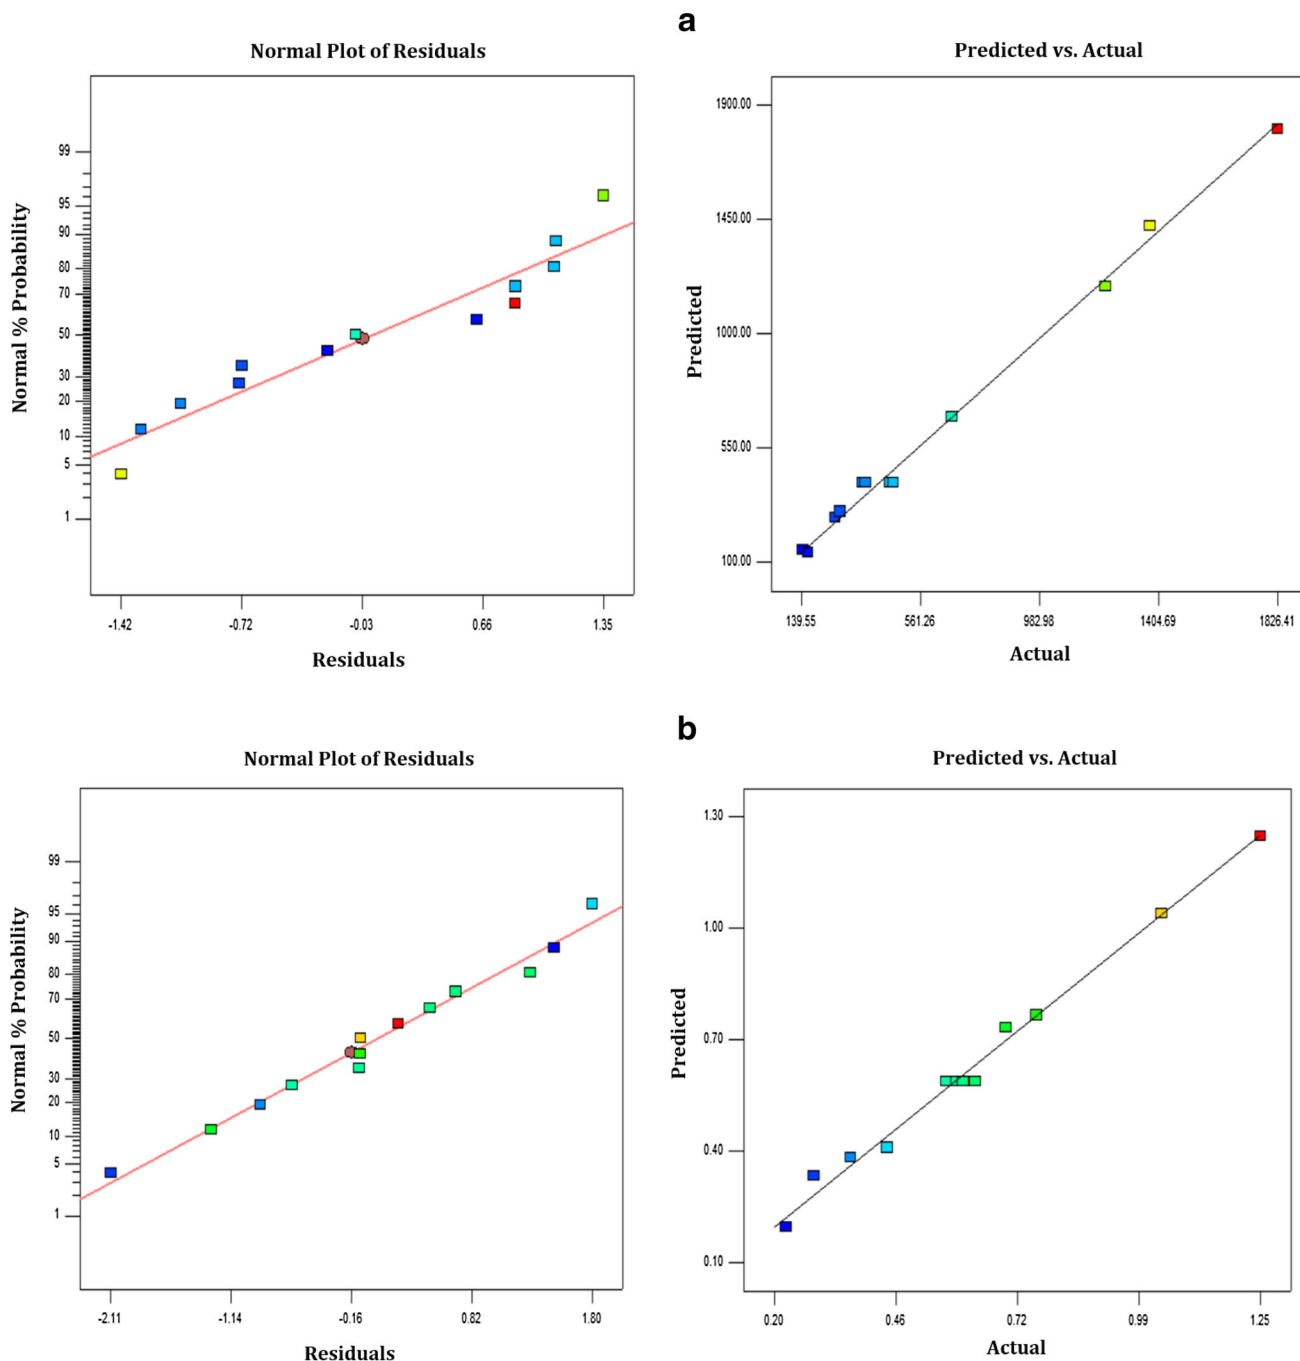 a
Normal Plot of Residuals
Normal % Probability
99
95
90
80
70
50
30
20
10
5
1
-1.42 -0.72 -0.03 0.66 1.35
Residuals
Predicted vs. Actual
Predicted
1900.00
1450.00
1000.00
550.00
100.00
139.55 561.26 982.98 1404.69 1826.41
Actual
b
Normal Plot of Residuals
Normal % Probability
99
95
90
80
70
50
30
20
10
5
1
-2.11 -1.14 -0.16 0.82 1.80
Residuals
Predicted vs. Actual
Predicted
1.30
1.00
0.70
0.40
0.10
0.20 0.46 0.72 0.99 1.25
Actual